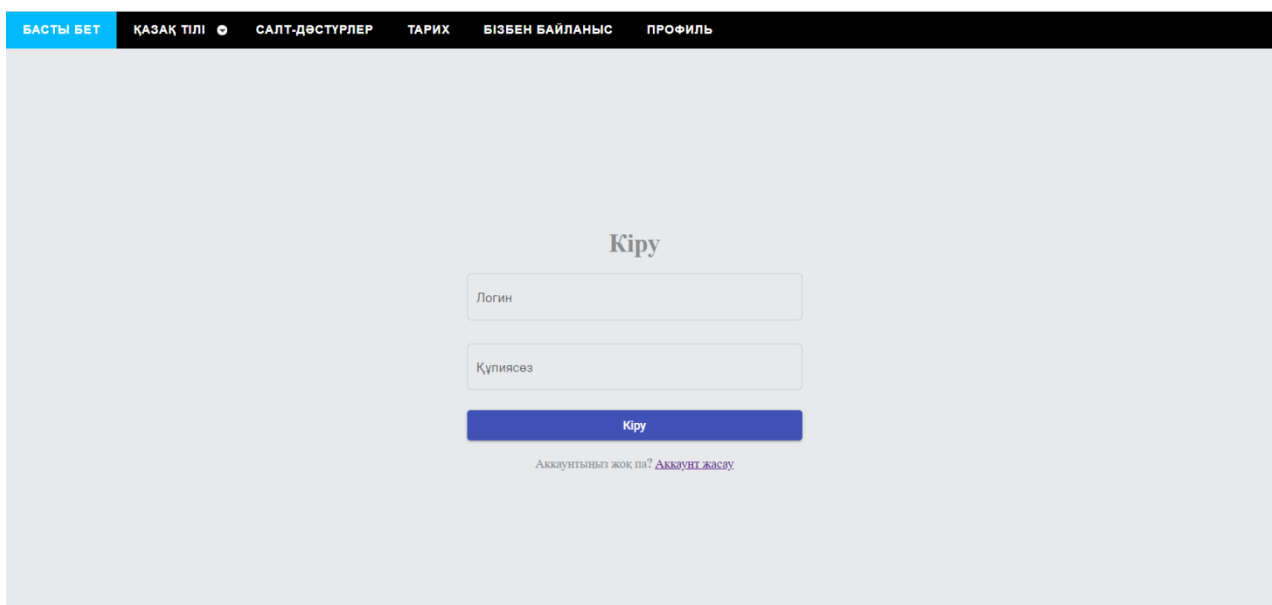 БАСТЫ БЕТ ҚАЗАҚ ТІЛІ САЛТ-ДӘСТҮРЛЕР ТАРИХ БІЗБЕН БАЙЛАНЫС ПРОФИЛЬ
Кіру
Логин
Құпиясөз
Кіру
Аккаунтыңыз жоқ па? Аккаунт жасау